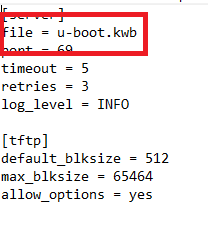 [server]
file = u-boot.kwb
port = 69
timeout = 5
retries = 3
log_level = INFO
[tftp]
default_blksize = 512
max_blksize = 65464
allow_options = yes